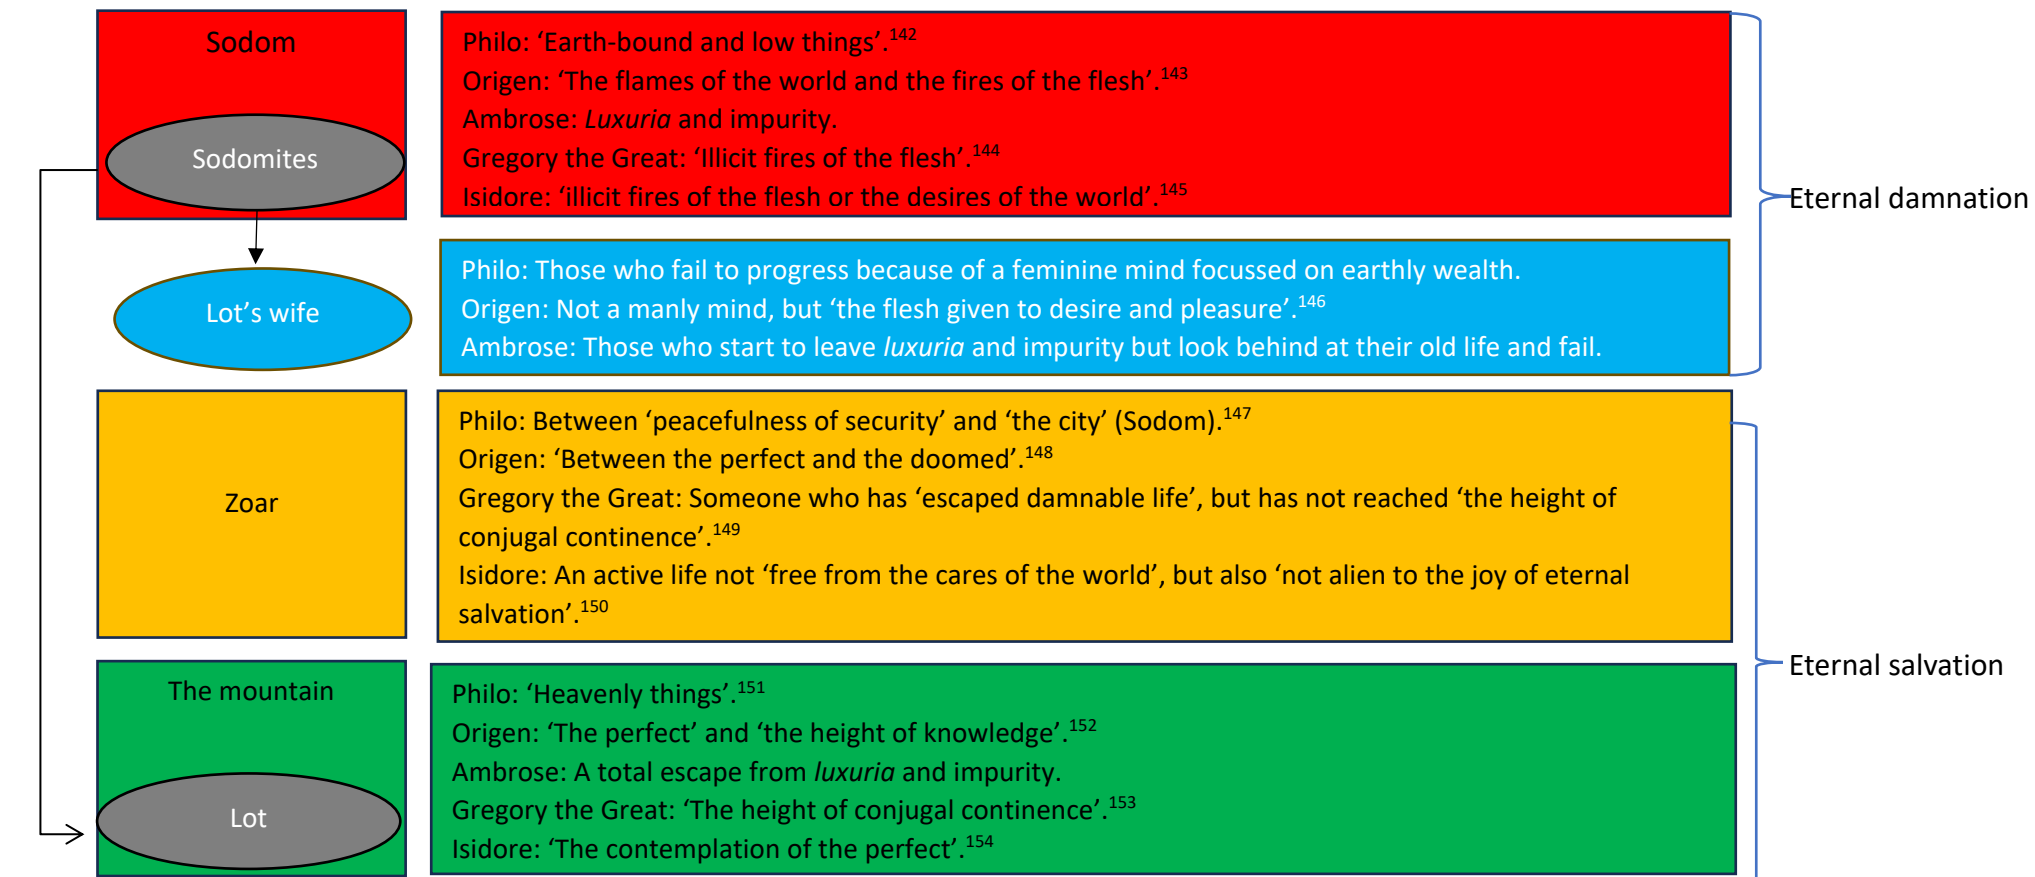 Sodom
Sodomites
Philo: ‘Earth-bound and low things’.142
Origen: ‘The flames of the world and the fires of the flesh’.143
Ambrose: Luxuria and impurity.
Gregory the Great: ‘Illicit fires of the flesh’.144
Isidore: ‘illicit fires of the flesh or the desires of the world’.145
Eternal damnation
Lot’s wife
Philo: Those who fail to progress because of a feminine mind focussed on earthly wealth.
Origen: Not a manly mind, but ‘the flesh given to desire and pleasure’.146
Ambrose: Those who start to leave luxuria and impurity but look behind at their old life and fail.
Zoar
Philo: Between ‘peacefulness of security’ and ‘the city’ (Sodom).147
Origen: ‘Between the perfect and the doomed’.148
Gregory the Great: Someone who has ‘escaped damnable life’, but has not reached ‘the height of
conjugal continence’.149
Isidore: An active life not ‘free from the cares of the world’, but also ‘not alien to the joy of eternal
salvation’.150
Eternal salvation
The mountain
Lot
Philo: ‘Heavenly things’.151
Origen: ‘The perfect’ and ‘the height of knowledge’.152
Ambrose: A total escape from luxuria and impurity.
Gregory the Great: ‘The height of conjugal continence’.153
Isidore: ‘The contemplation of the perfect’.154